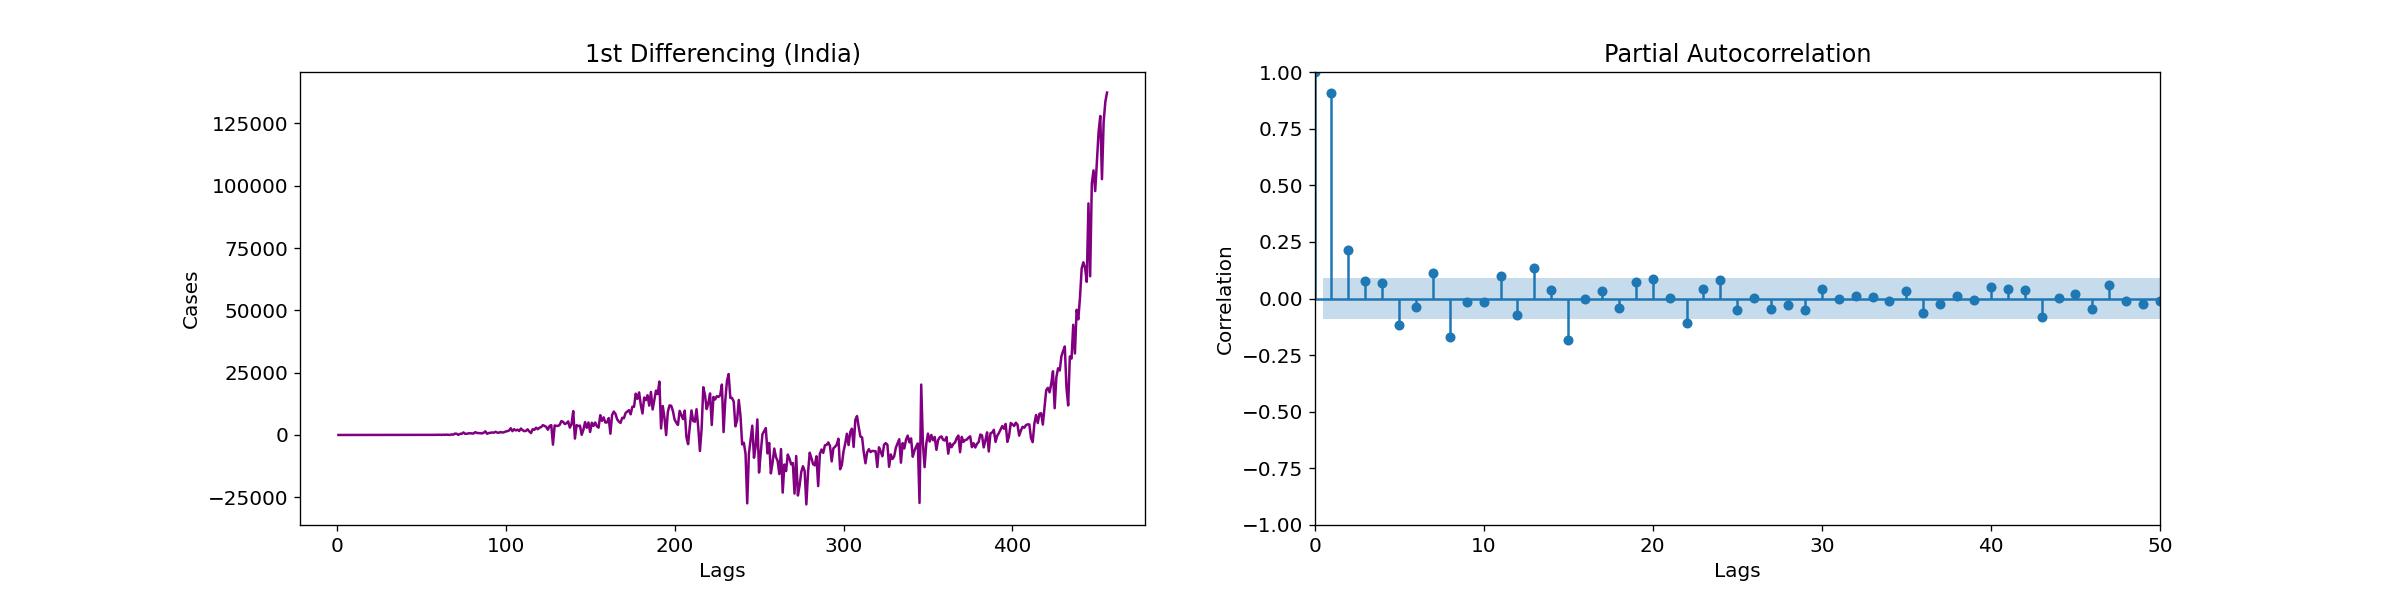 1st Differencing (India)
125000
100000
75000
50000
25000
0
−25000
Cases
0 100 200 300 400
Lags
Partial Autocorrelation
1.00
0.75
0.50
0.25
0.00
−0.25
−0.50
−0.75
−1.00
Correlation
0 10 20 30 40 50
Lags